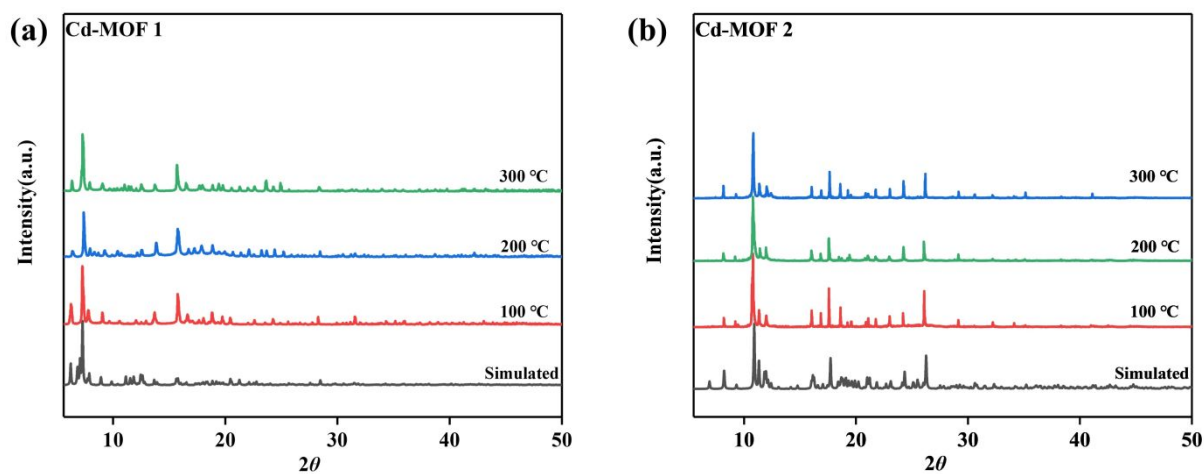 (a)
Cd-MOF 1
Intensity(a.u.)
300 ℃
200 ℃
100 ℃
Simulated
10
20
30
40
50
2θ
(b)
Cd-MOF 2
Intensity(a.u.)
300 ℃
200 ℃
100 ℃
Simulated
10
20
30
40
50
2θ